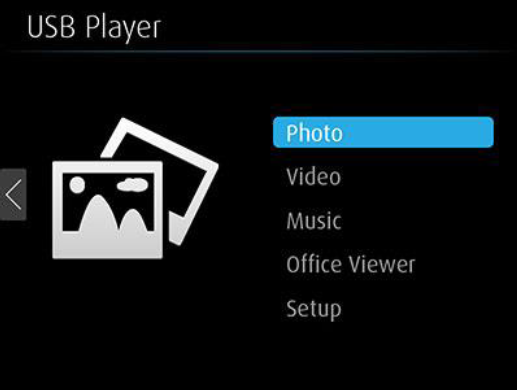 USB Player
Photo
Video
Music
Office Viewer
Setup